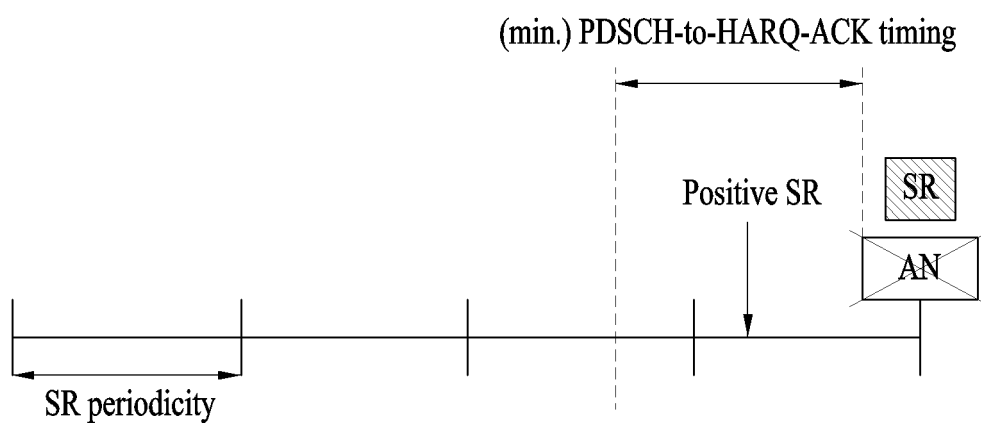 (min.) PDSCH-to-HARQ-ACK timing
SR
Positive SR
AN
SR periodicity